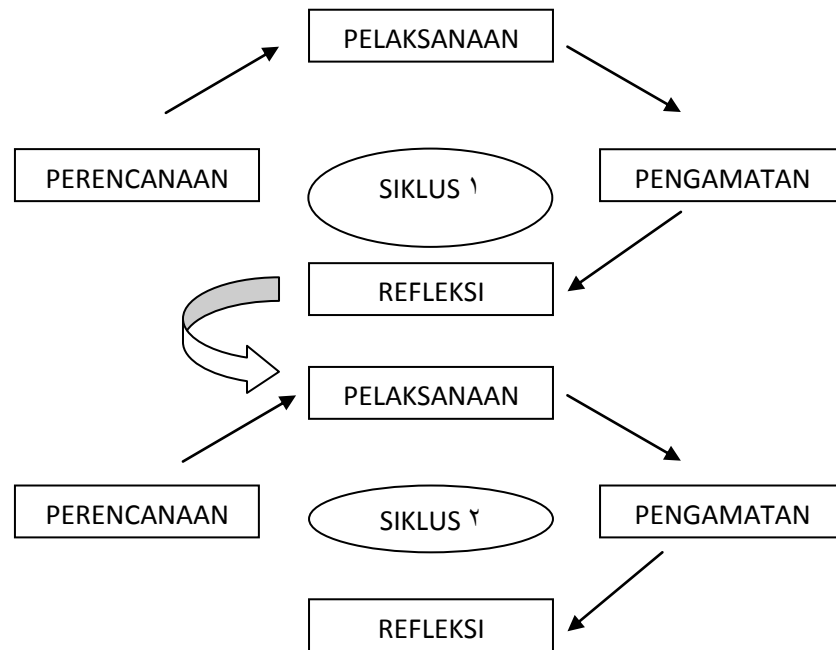 PELAKSANAAN
PERENCANAAN
SIKLUS ١
PENGAMATAN
REFLEKSI
PELAKSANAAN
PERENCANAAN
SIKLUS ٢
PENGAMATAN
REFLEKSI